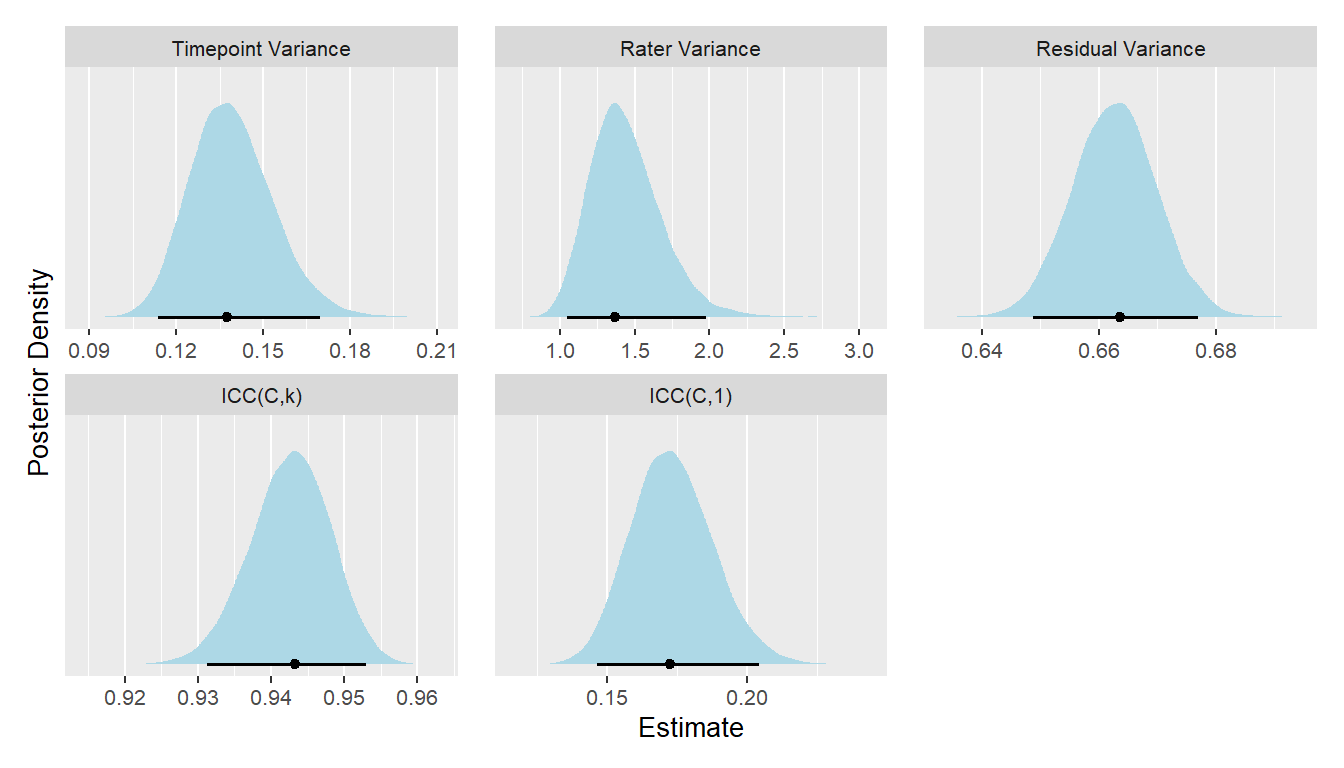 Timepoint Variance
Rater Variance
Residual Variance
0.09 0.12 0.15 0.18 0.21
1.0 1.5 2.0 2.5 3.0
0.64 0.66 0.68
ICC(C,k)
ICC(C,1)
0.92 0.93 0.94 0.95 0.96
0.15 0.20
Estimate
Posterior Density